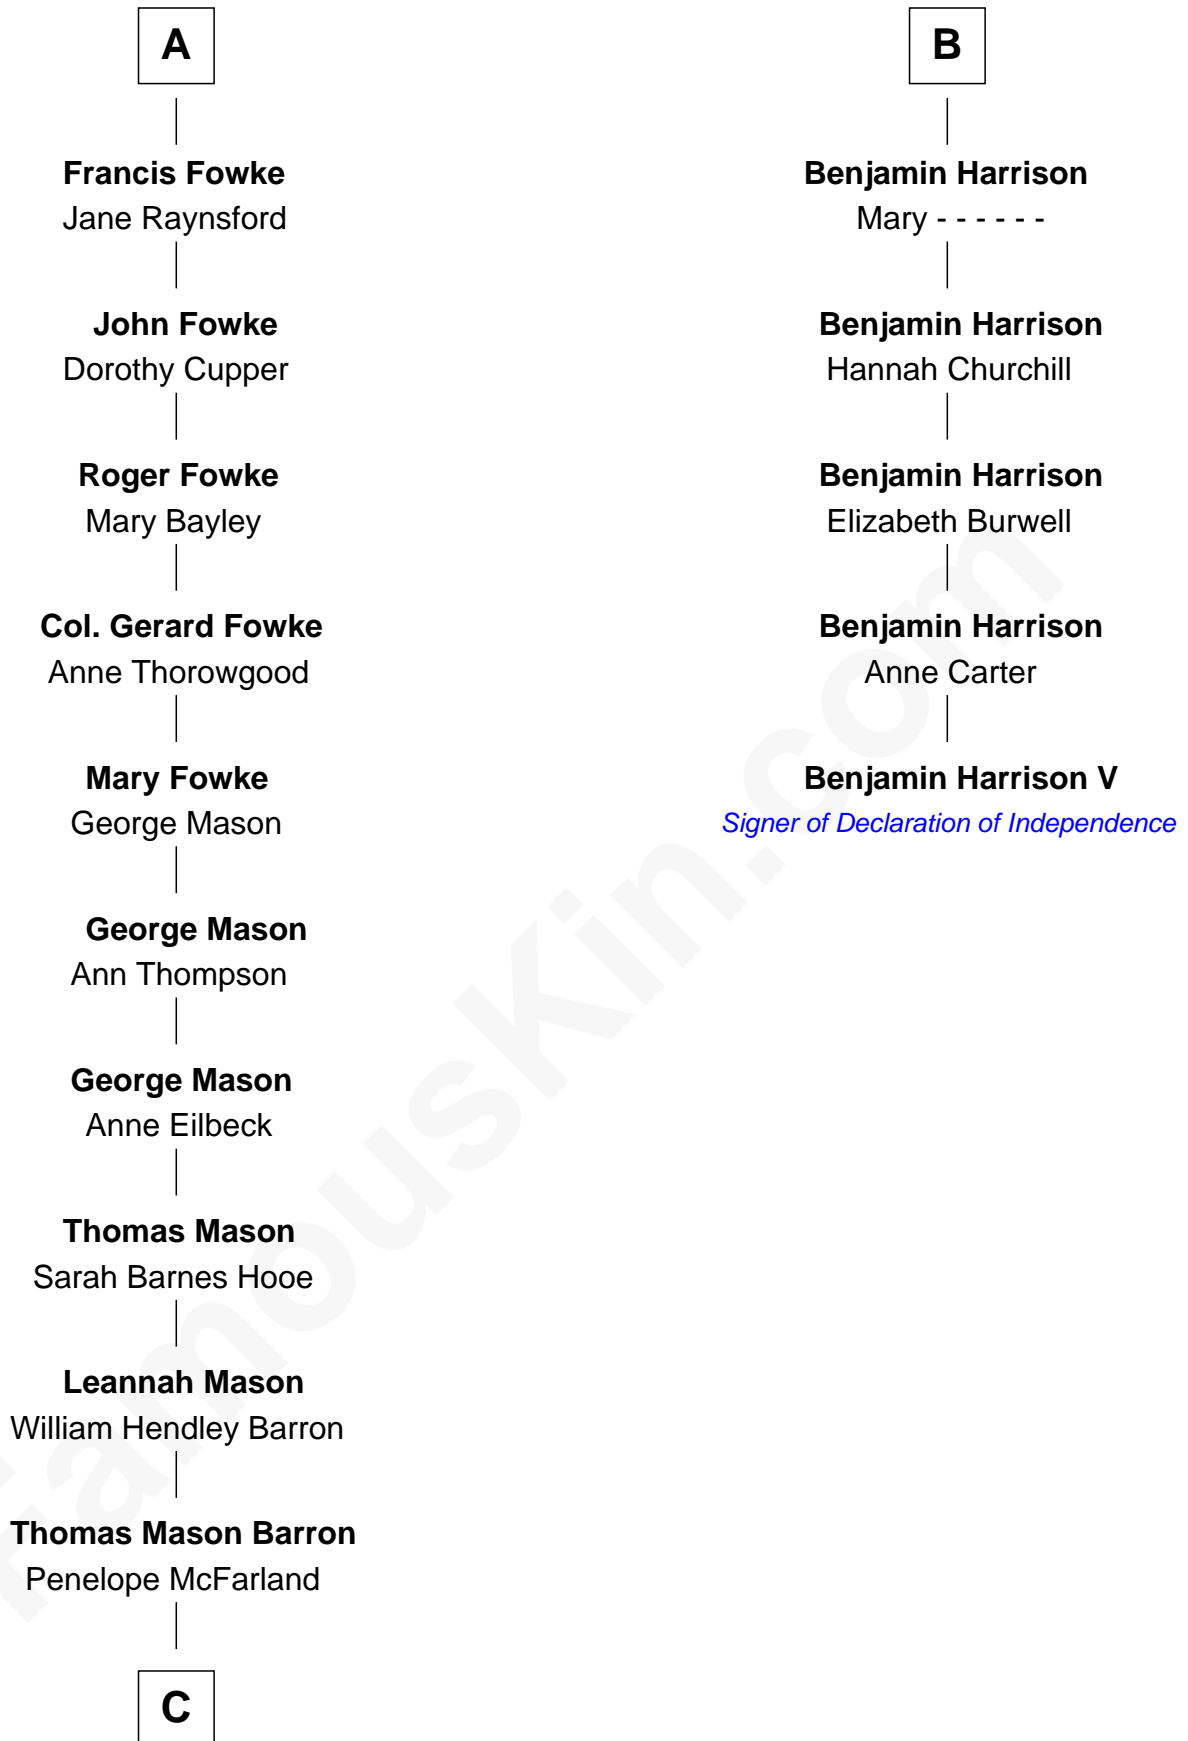 A
Francis Fowke
Jane Raynsford
John Fowke
Dorothy Cupper
Roger Fowke
Mary Bayley
Col. Gerard Fowke
Anne Thorowgood
Mary Fowke
George Mason
George Mason
Ann Thompson
George Mason
Anne Eilbeck
Thomas Mason
Sarah Barnes Hooe
Leannah Mason
William Hendley Barron
Thomas Mason Barron
Penelope McFarland
C
B
Benjamin Harrison
Mary - - - - - -
Benjamin Harrison
Hannah Churchill
Benjamin Harrison
Elizabeth Burwell
Benjamin Harrison
Anne Carter
Benjamin Harrison V
Signer of Declaration of Independence
FamousKin.com